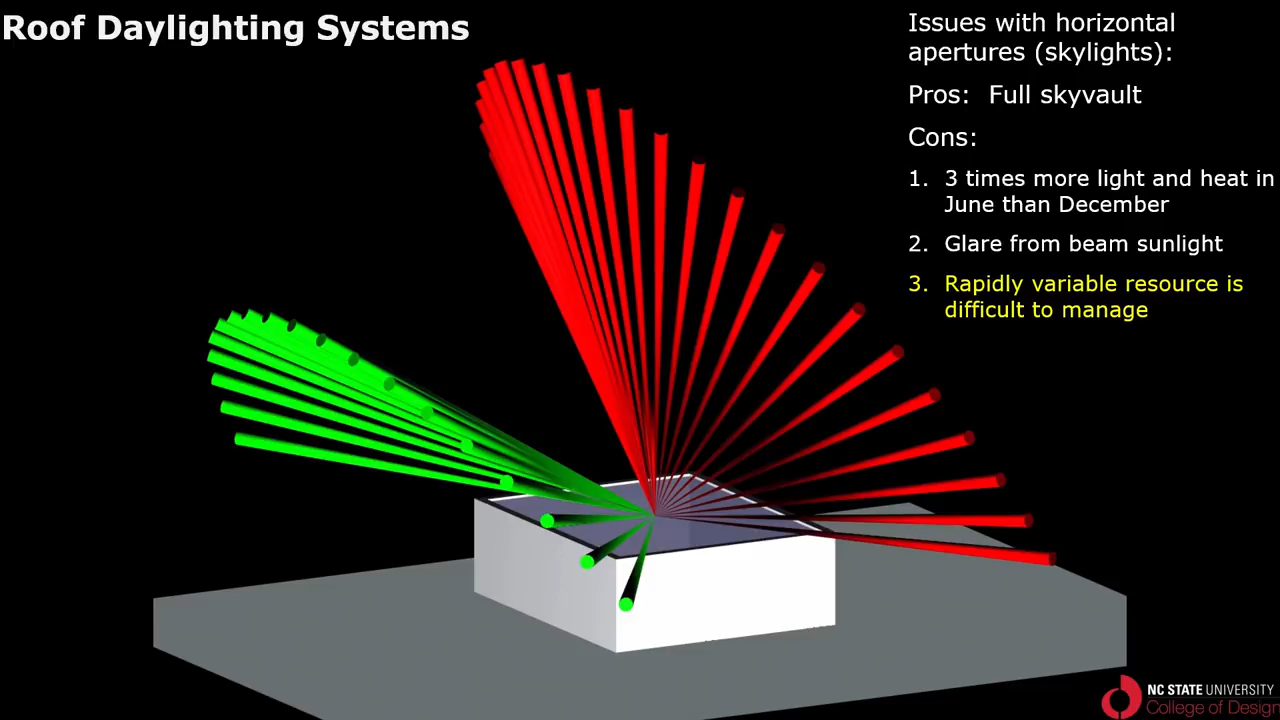 Roof Daylighting Systems
Issues with horizontal
apertures (skylights):
Pros: Full skyvault
Cons:
1. 3 times more light and heat in
June than December
2. Glare from beam sunlight
3. Rapidly variable resource is
difficult to manage
NC STATE UNIVERSITY
College of Design